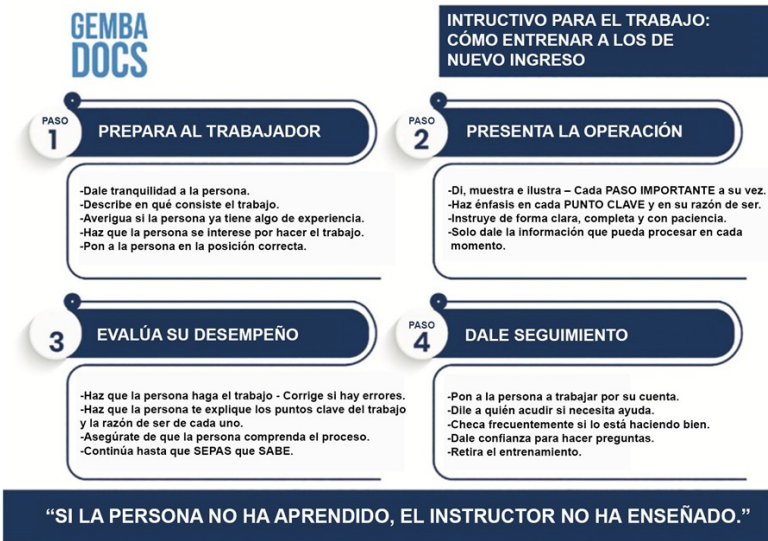 GEMBA
DOCS
INTRUCTIVO PARA EL TRABAJO:
CÓMO ENTRENAR A LOS DE
NUEVO INGRESO
PASO
1
PREPARA AL TRABAJADOR
-Dale tranquilidad a la persona.
-Describe en qué consiste el trabajo.
-Averigua si la persona ya tiene algo de experiencia.
-Haz que la persona se interese por hacer el trabajo.
-Pon a la persona en la posición correcta.
PASO
2
PRESENTA LA OPERACIÓN
-Di, muestra e ilustra – Cada PASO IMPORTANTE a su vez.
-Haz énfasis en cada PUNTO CLAVE y en su razón de ser.
-Instruye de forma clara, completa y con paciencia.
-Solo dale la información que pueda procesar en cada
momento.
3
EVALÚA SU DESEMPEÑO
-Haz que la persona haga el trabajo - Corrige si hay errores.
-Haz que la persona te explique los puntos clave del trabajo
y la razón de ser de cada uno.
-Asegúrate de que la persona comprenda el proceso.
-Continúa hasta que SEPAS que SABE.
PASO
4
DALE SEGUIMIENTO
-Pon a la persona a trabajar por su cuenta.
-Dile a quién acudir si necesita ayuda.
-Checa frecuentemente si lo está haciendo bien.
-Dale confianza para hacer preguntas.
-Retira el entrenamiento.
“SI LA PERSONA NO HA APRENDIDO, EL INSTRUCTOR NO HA ENSEÑADO.”